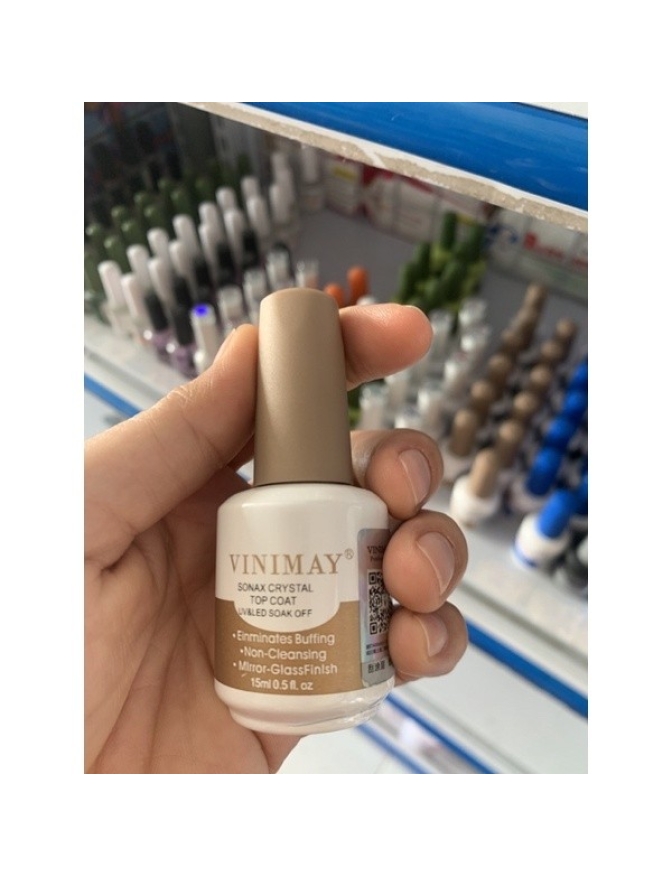 VINIMAY®
SONAX CRYSTAL
TOP COAT
UV&LED SOAK OFF
•Einminates Buffing
•Non-Cleansing
•Mirror-GlassFinish
15ml 0.5 fl. oz
VINI